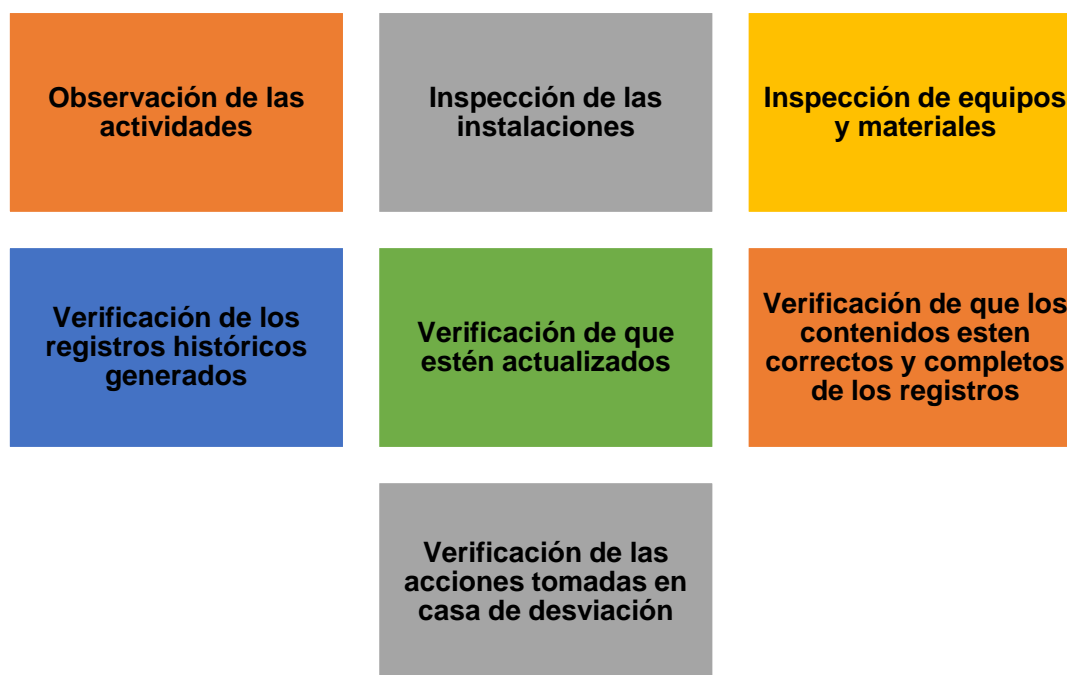 Observación de las
actividades
Inspección de las
instalaciones
Inspección de equipos
y materiales
Verificación de los
registros históricos
generados
Verificación de que
estén actualizados
Verificación de que los
contenidos esten
correctos y completos
de los registros
Verificación de las
acciones tomadas en
casa de desviación